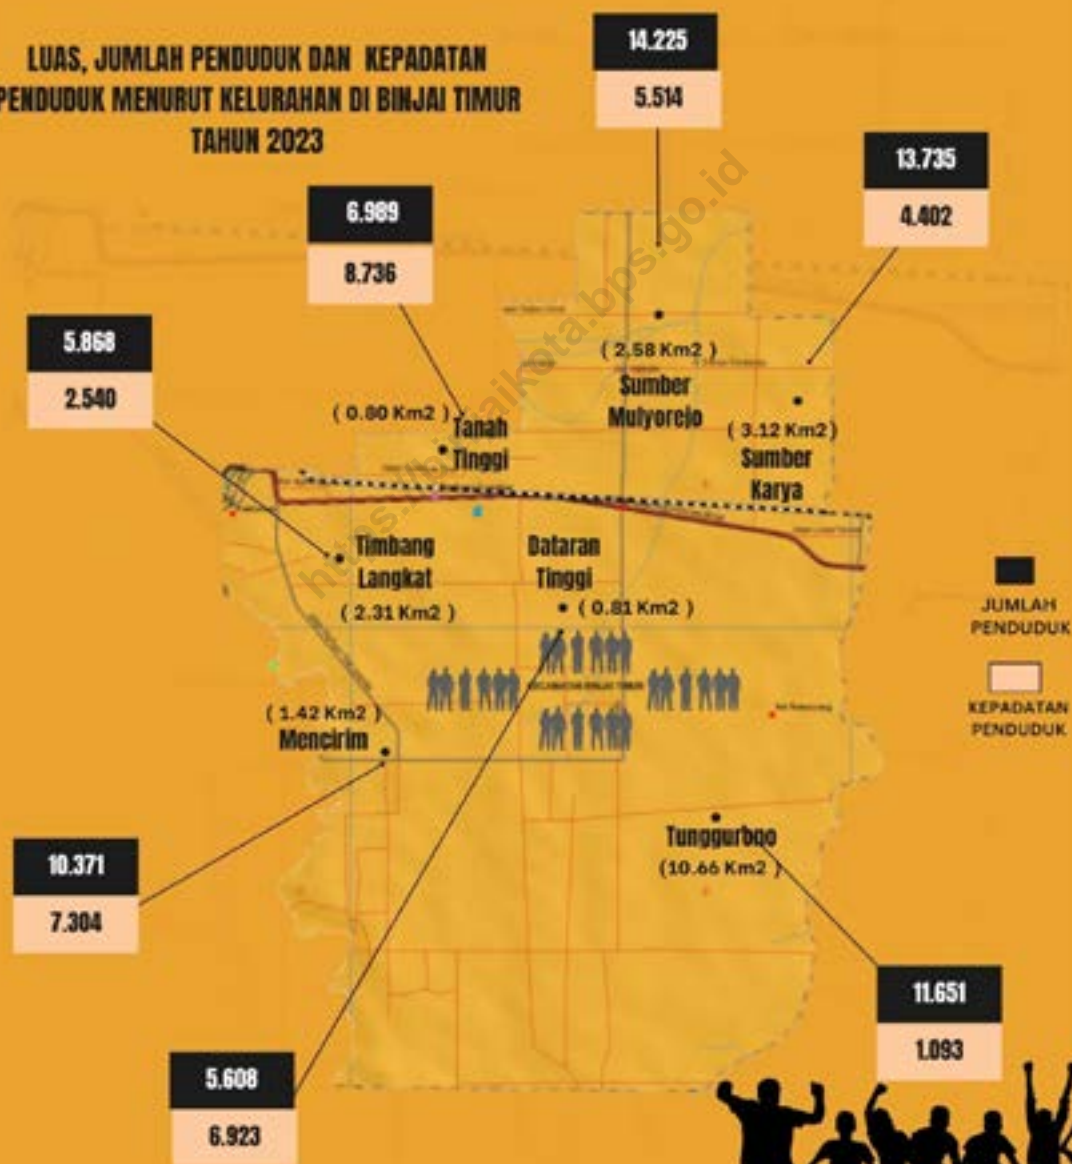 LUAS, JUMLAH PENDUDUK DAN KEPADATAN
PENDUDUK MENURUT KELURAHAN DI BINJAI TIMUR
TAHUN 2023
14.225
5.514
13.735
4.402
6.989
8.736
5.868
2.540
( 2.58 Km2 )
Sumber
Mulyorejo
( 0.80 Km2 )
Tanah
Tinggi
( 3.12 Km2)
Sumber
Karya
Timbang
Langkat
( 2.31 Km2 )
Dataran
Tinggi
( 0.81 Km2 )
JUMLAH
PENDUDUK
KEPADATAN
PENDUDUK
KECAMATAN BINJAI TIMUR
( 1.42 Km2 )
Mencirim
Tunggurbqo
(10.66 Km2 )
10.371
7.304
11.651
1.093
5.608
6.923
https://binjaikota.bps.go.id